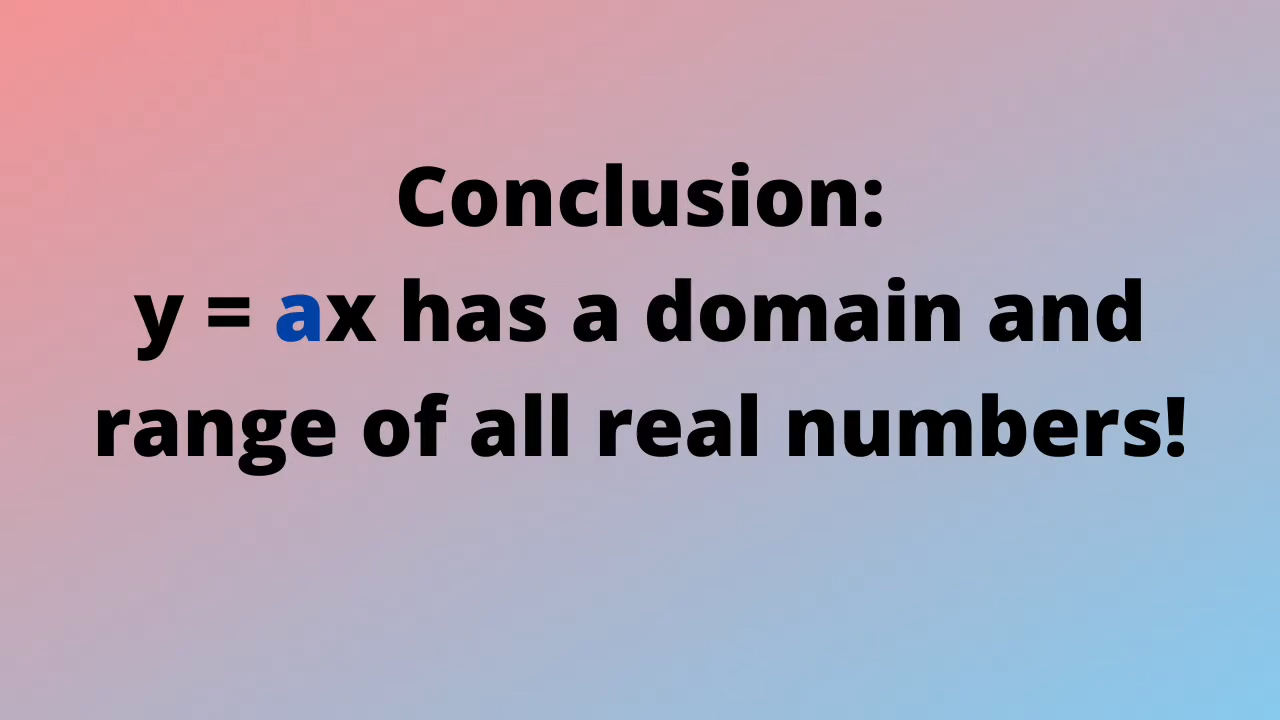 Conclusion:
y = ax has a domain and
range of all real numbers!